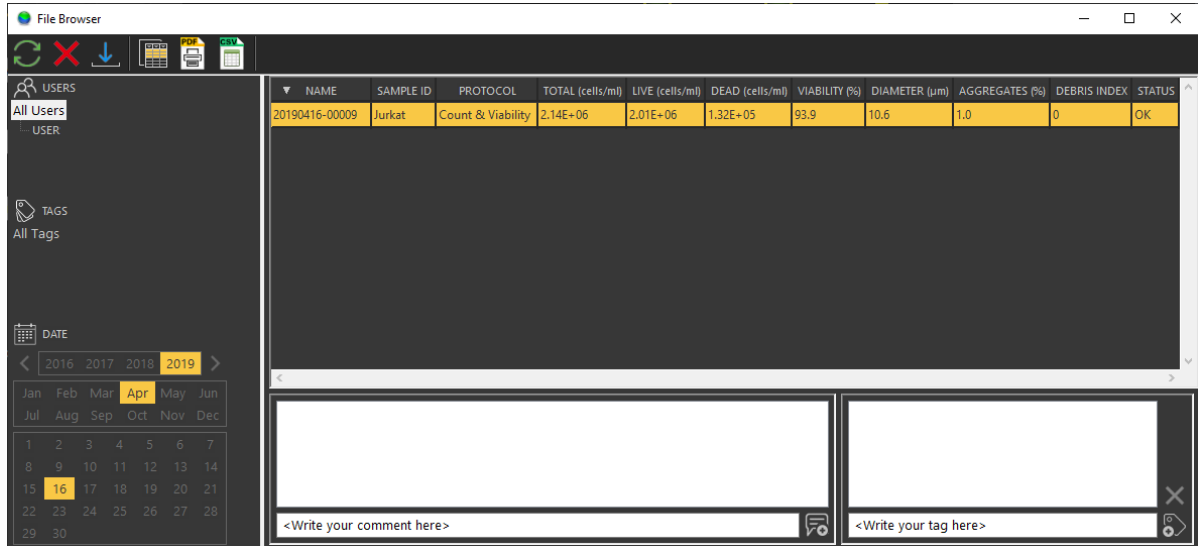 File Browser
PDF
CSV
USERS
All Users
USER
TAGS
All Tags
DATE
2016 2017 2018 2019
Jan Feb Mar Apr May Jun
Jul Aug Sep Oct Nov Dec
1 2 3 4 5 6 7
8 9 10 11 12 13 14
15 16 17 18 19 20 21
22 23 24 25 26 27 28
29 30
NAME SAMPLE ID PROTOCOL TOTAL (cells/ml) LIVE (cells/ml) DEAD (cells/ml) VIABILITY (%) DIAMETER (µm) AGGREGATES (%) DEBRIS INDEX STATUS
20190416-00009 Jurkat Count & Viability 2.14E+06 2.01E+06 1.32E+05 93.9 10.6 1.0 0 OK
<Write your comment here>
<Write your tag here>